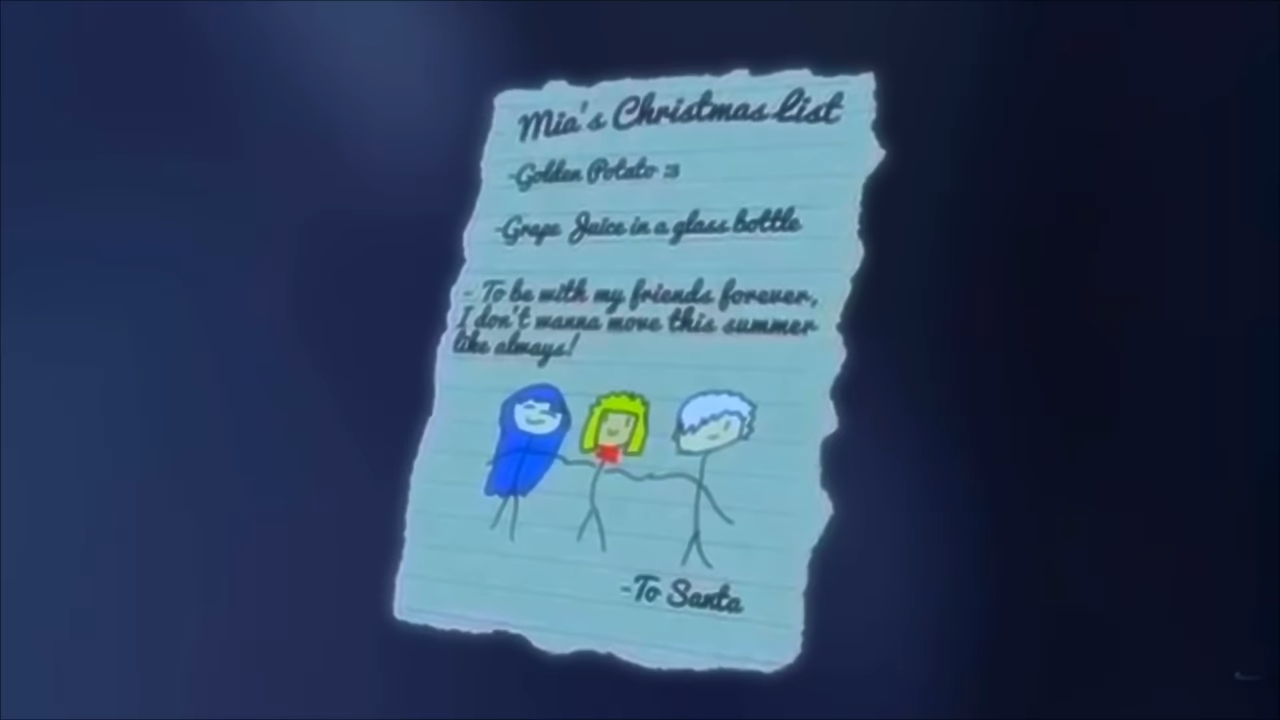 Mia's Christmas List
-Golden Potato :3
-Grape Juice in a glass bottle
- To be with my friends forever,
I don't wanna move this summer
like always!
-To Santa